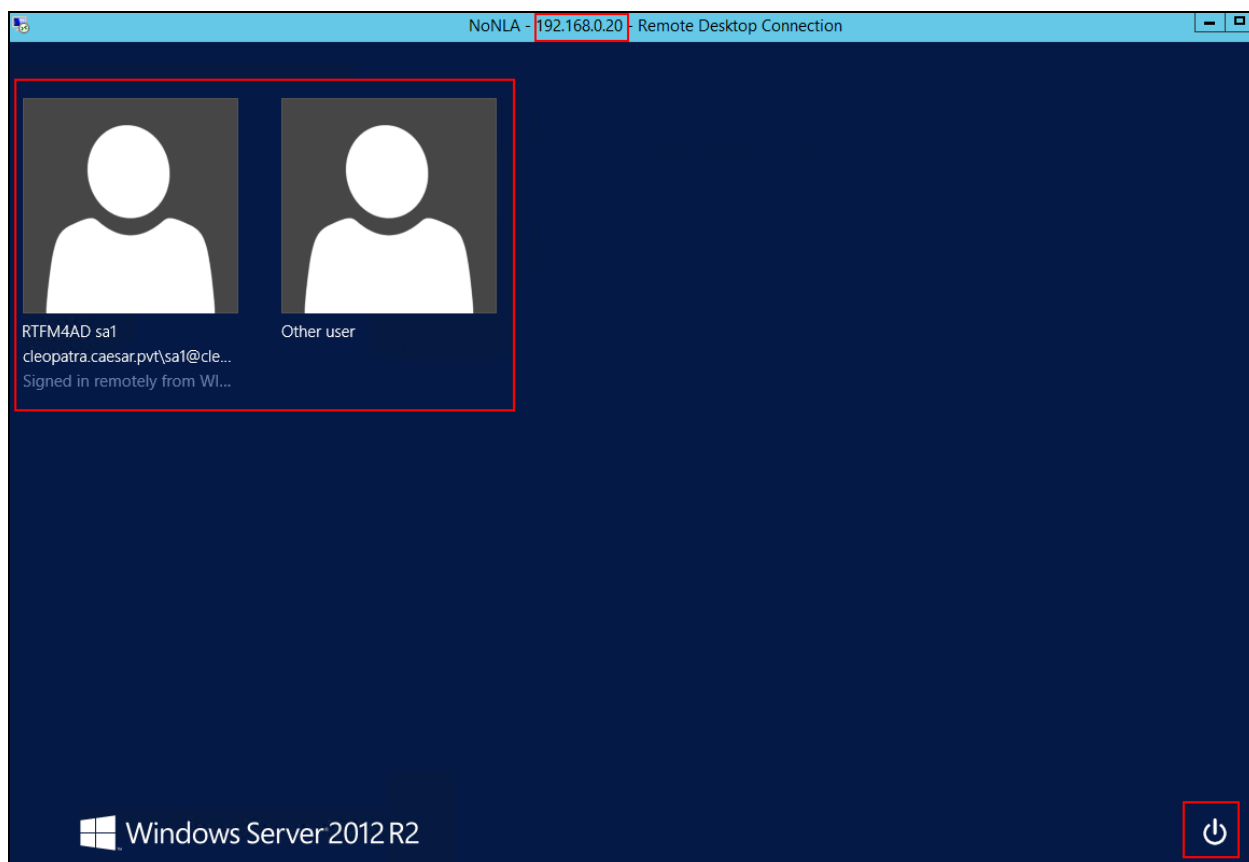 NoNLA - 192.168.0.20 - Remote Desktop Connection
RTFM4AD sa1
cleopatra.caesar.pvt\sa1@cle...
Signed in remotely from WI...
Other user
Windows Server 2012 R2